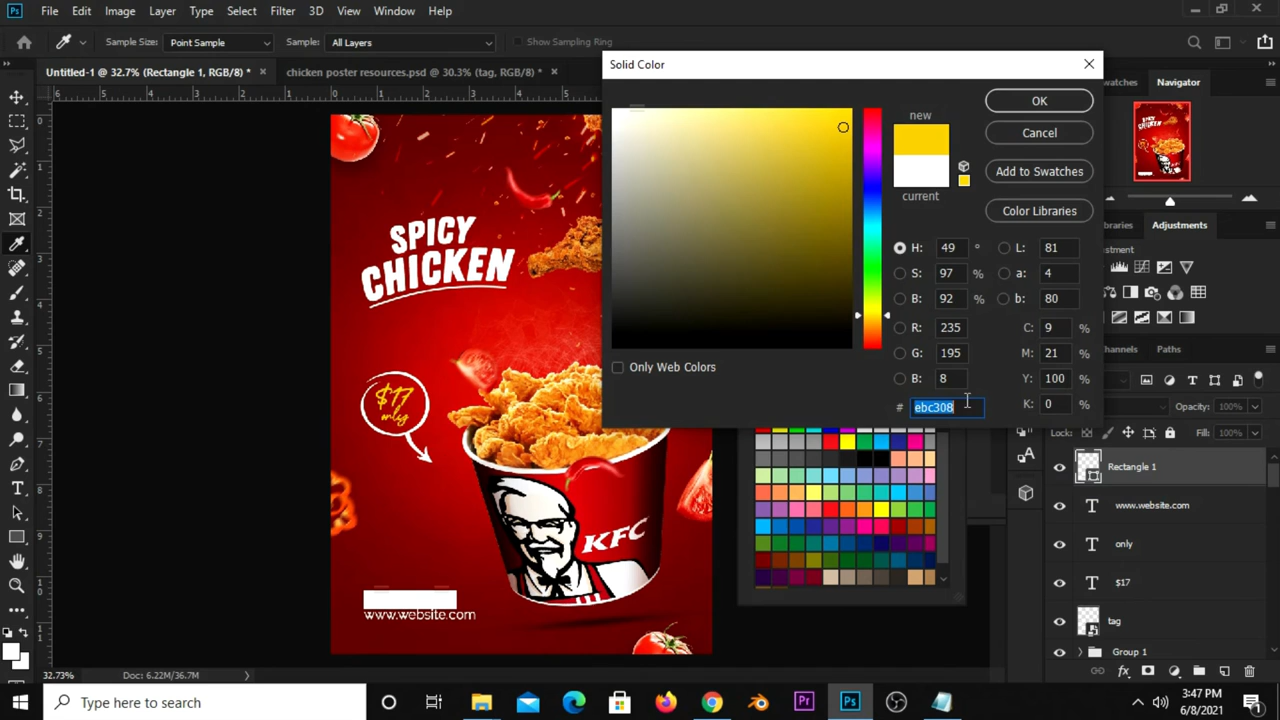 Ps File Edit Image Layer Type Select Filter 3D View Window Help
Sample Size: Point Sample Sample: All Layers Show Sampling Ring
Untitled-1 @ 32.7% (Rectangle 1, RGB/8) * × chicken poster resources.psd @ 30.3% (tag, RGB/8) * ×
Solid Color
OK
Cancel
Add to Swatches
Color Libraries
new
current
H: 49 °
S: 97 %
B: 92 %
R: 235
G: 195
B: 8
# ebc308
L: 81
a: 4
b: 80
C: 9 %
M: 21 %
Y: 100 %
K: 0 %
Only Web Colors
watches Navigator
braries Adjustments
ustment
hannels Paths
Opacity: 100%
Lock: Fill: 100%
Rectangle 1
T www.website.com
T only
T $17
tag
Group 1
SPICY
CHICKEN
$17
only
KFC
www.website.com
32.73% Doc: 6.22M/36.7M
Type here to search
Pr Ps
3:47 PM
6/8/2021